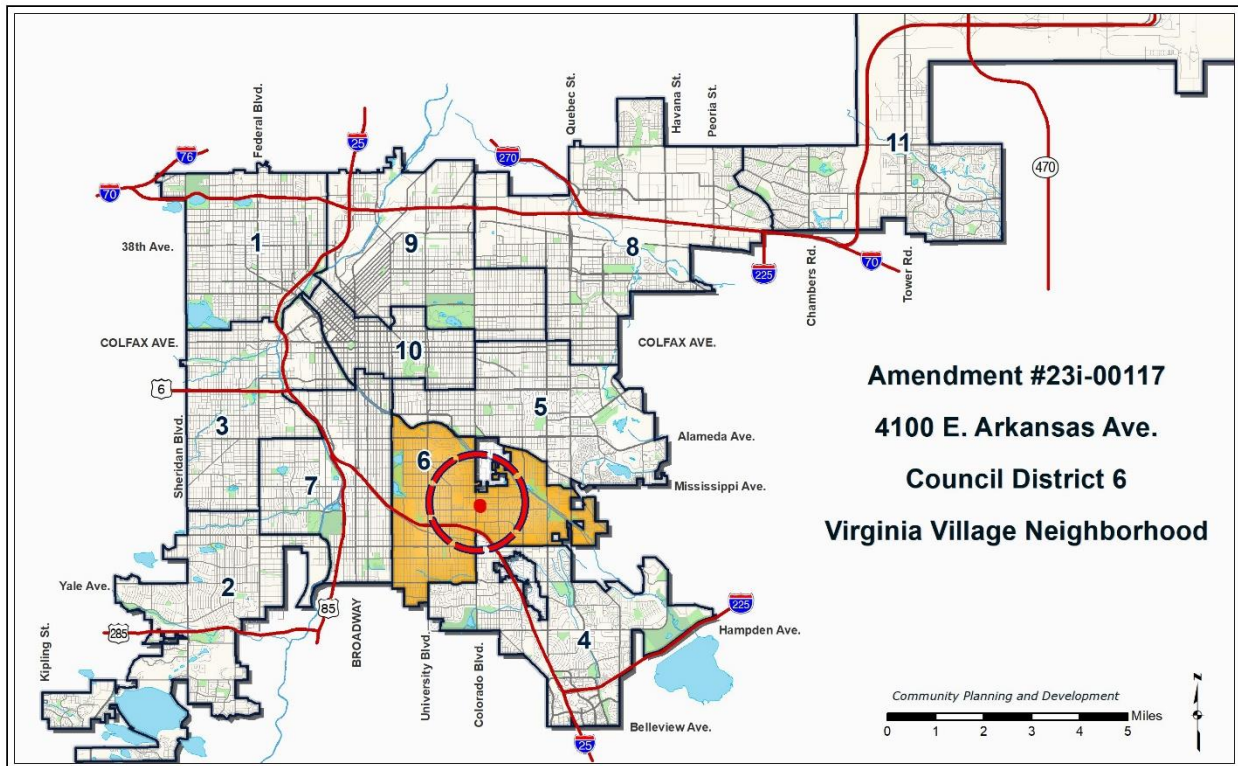 Federal Blvd.
25
Quebec St.
Havana St.
Peoria St.
76
270
70
11
470
38th Ave.
1
9
8
225
70
Chambers Rd.
Tower Rd.
COLFAX AVE.
10
COLFAX AVE.
6
Sheridan Blvd.
3
5
Alameda Ave.
6
7
Mississippi Ave.
Amendment #23i-00117
4100 E. Arkansas Ave.
Council District 6
Virginia Village Neighborhood
Yale Ave.
2
85
285
BROADWAY
Kipling St.
University Blvd.
Colorado Blvd.
4
225
Hampden Ave.
Belleview Ave.
25
Community Planning and Development
Miles
0 1 2 3 4 5
N